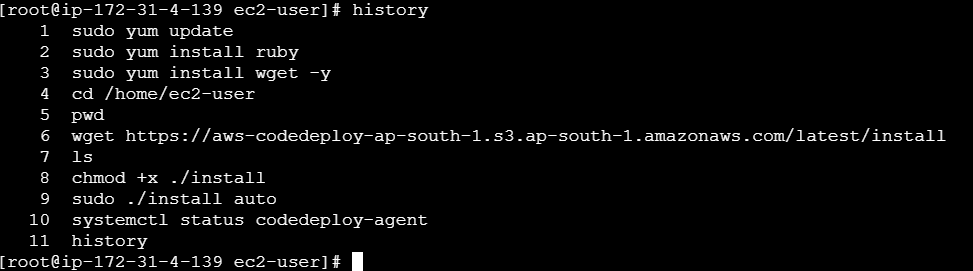 [root@ip-172-31-4-139 ec2-user]# history
1 sudo yum update
2 sudo yum install ruby
3 sudo yum install wget -y
4 cd /home/ec2-user
5 pwd
6 wget https://aws-codedeploy-ap-south-1.s3.ap-south-1.amazonaws.com/latest/install
7 ls
8 chmod +x ./install
9 sudo ./install auto
10 systemctl status codedeploy-agent
11 history
[root@ip-172-31-4-139 ec2-user]#